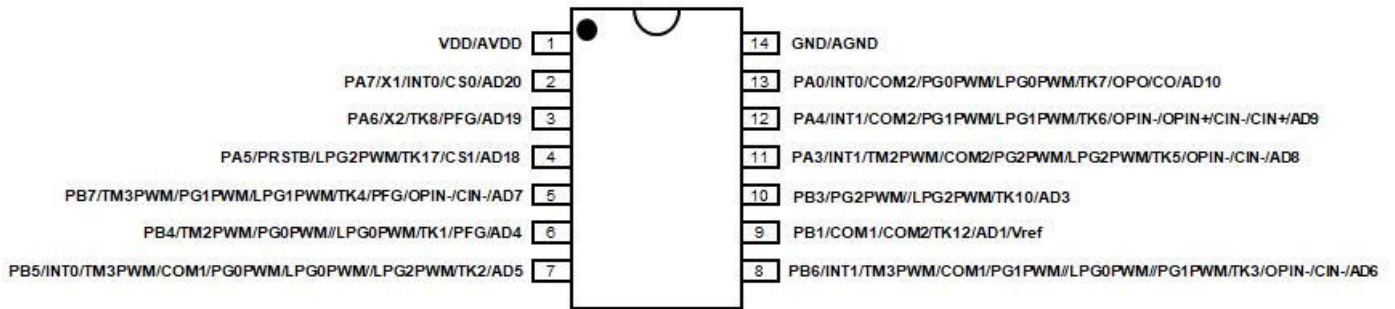 VDD/AVDD 1 14 GND/AGND
PA7/X1/INT0/CS0/AD20 2 13 PA0/INT0/COM2/PG0PWM/LPG0PWM/TK7/OPO/CO/AD10
PA6/X2/TK8/PFG/AD19 3 12 PA4/INT1/COM2/PG1PWM/LPG1PWM/TK6/OPIN-/OPIN+/CIN-/CIN+/AD9
PA5/PRSTB/LPG2PWM/TK17/CS1/AD18 4 11 PA3/INT1/TM2PWM/COM2/PG2PWM/LPG2PWM/TK5/OPIN-/CIN-/AD8
PB7/TM3PWM/PG1PWM/LPG1PWM/TK4/PFG/OPIN-/CIN-/AD7 5 10 PB3/PG2PWM//LPG2PWM/TK10/AD3
PB4/TM2PWM/PG0PWM//LPG0PWM/TK1/PFG/AD4 6 9 PB1/COM1/COM2/TK12/AD1/Vref
PB5/INT0/TM3PWM/COM1/PG0PWM/LPG0PWM//LPG2PWM/TK2/AD5 7 8 PB6/INT1/TM3PWM/COM1/PG1PWM//LPG0PWM//PG1PWM/TK3/OPIN-/CIN-/AD6